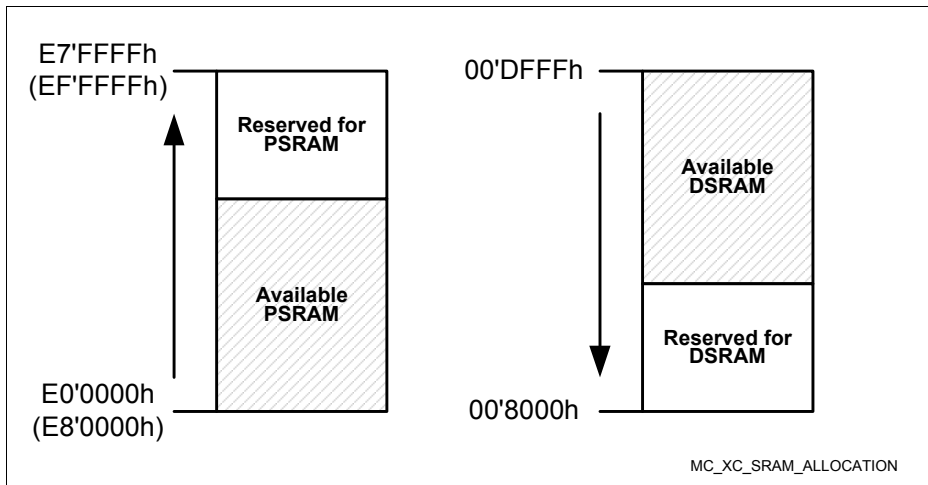 E7'FFFFh
(EF'FFFFh)
Reserved for
PSRAM
Available
PSRAM
E0'0000h
(E8'0000h)
00'DFFFh
Available
DSRAM
Reserved for
DSRAM
00'8000h
MC_XC_SRAM_ALLOCATION